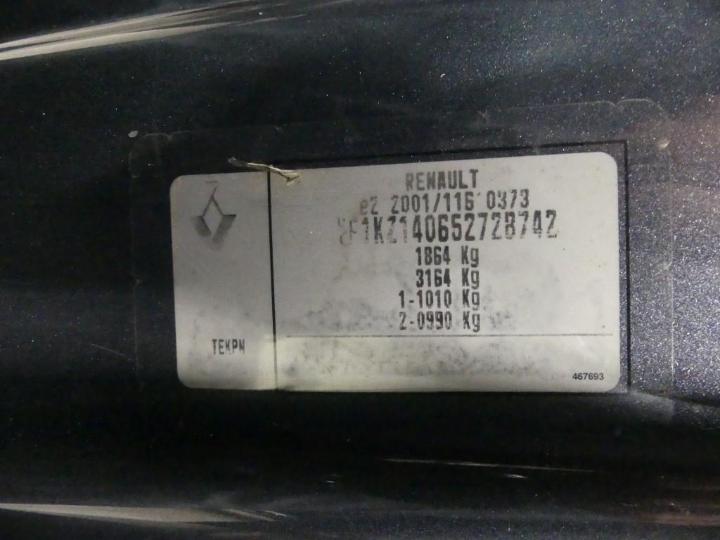 RENAULT
e2 2001/116 0373
VF1KZ140652728742
1864 Kg
3164 Kg
1-1010 Kg
2-0990 Kg
TEKPN
467693